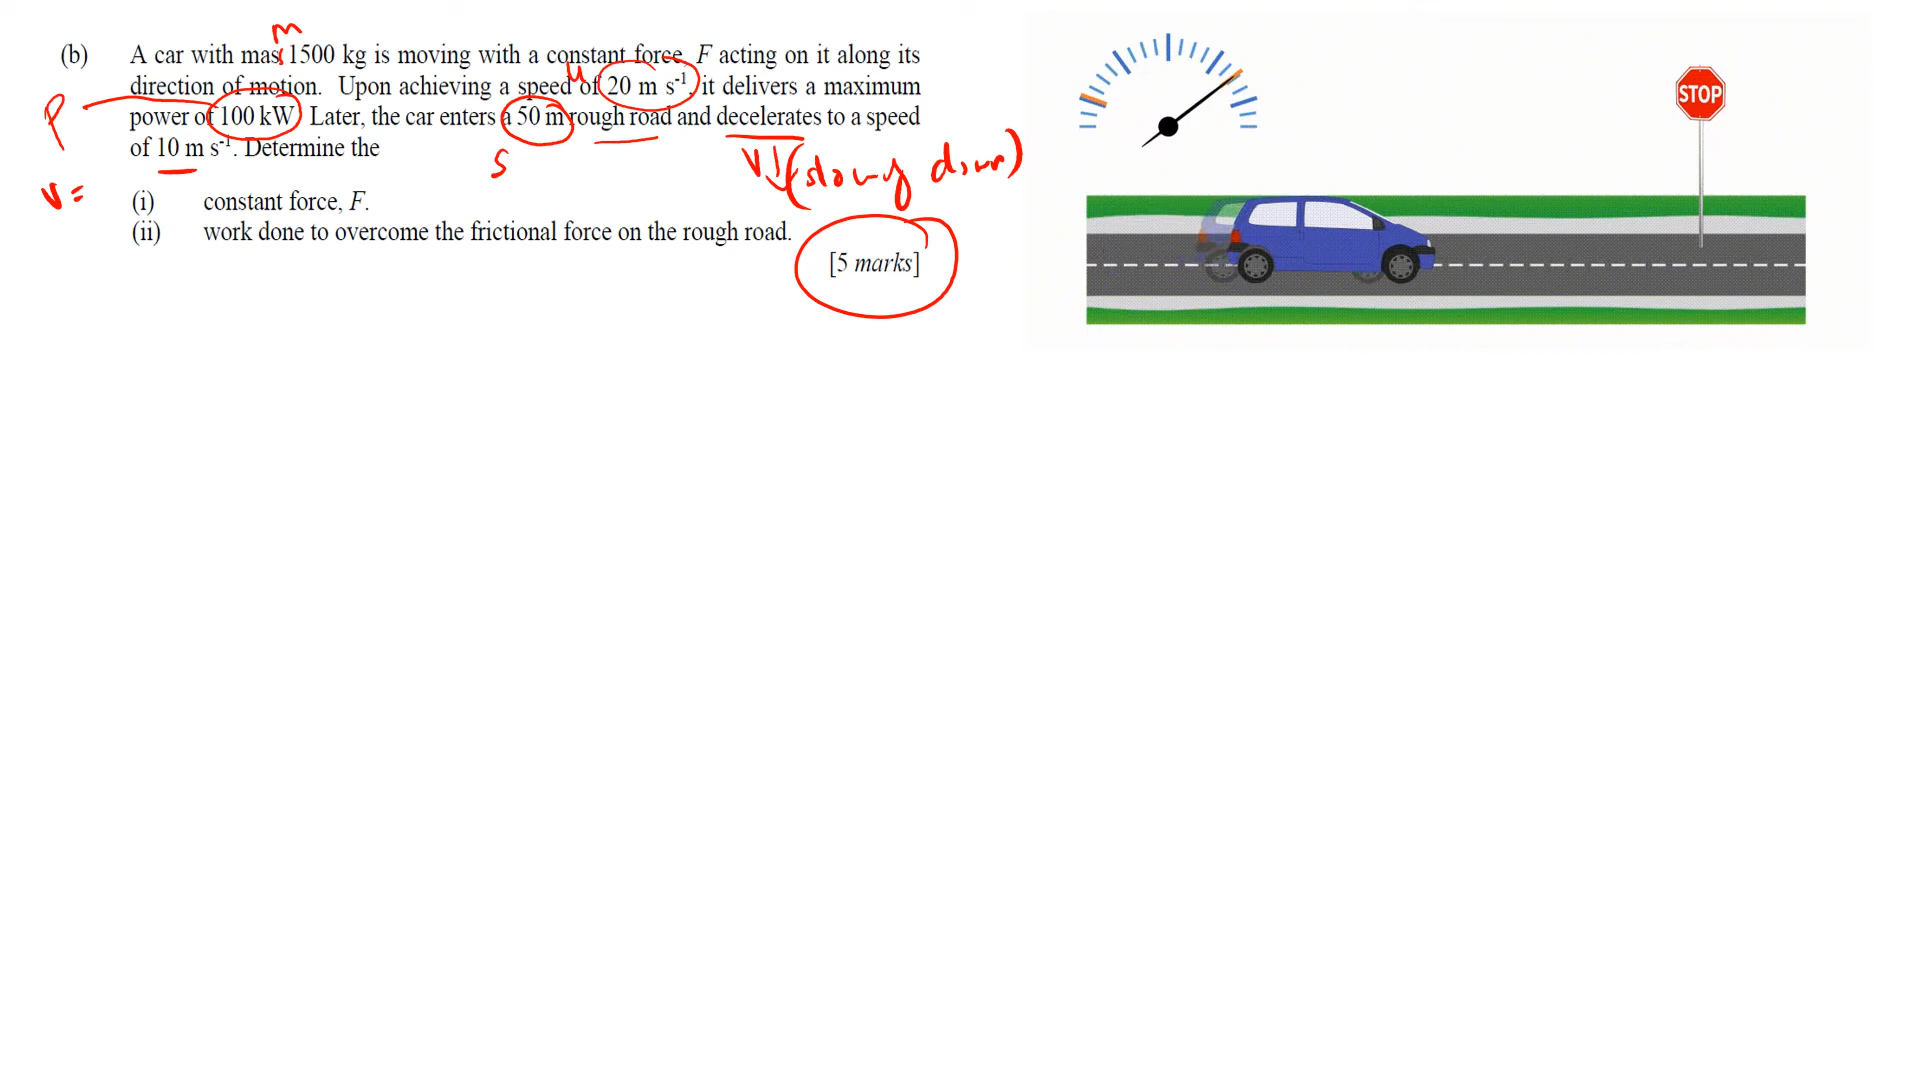 m
(b) A car with mass 1500 kg is moving with a constant force, F acting on it along its
u
direction of motion. Upon achieving a speed of 20 m s⁻¹, it delivers a maximum
P
power of 100 kW. Later, the car enters a 50 m rough road and decelerates to a speed
of 10 m s⁻¹. Determine the
s
V↓ (slowing down)
v =
(i) constant force, F.
(ii) work done to overcome the frictional force on the rough road.
[5 marks]
STOP